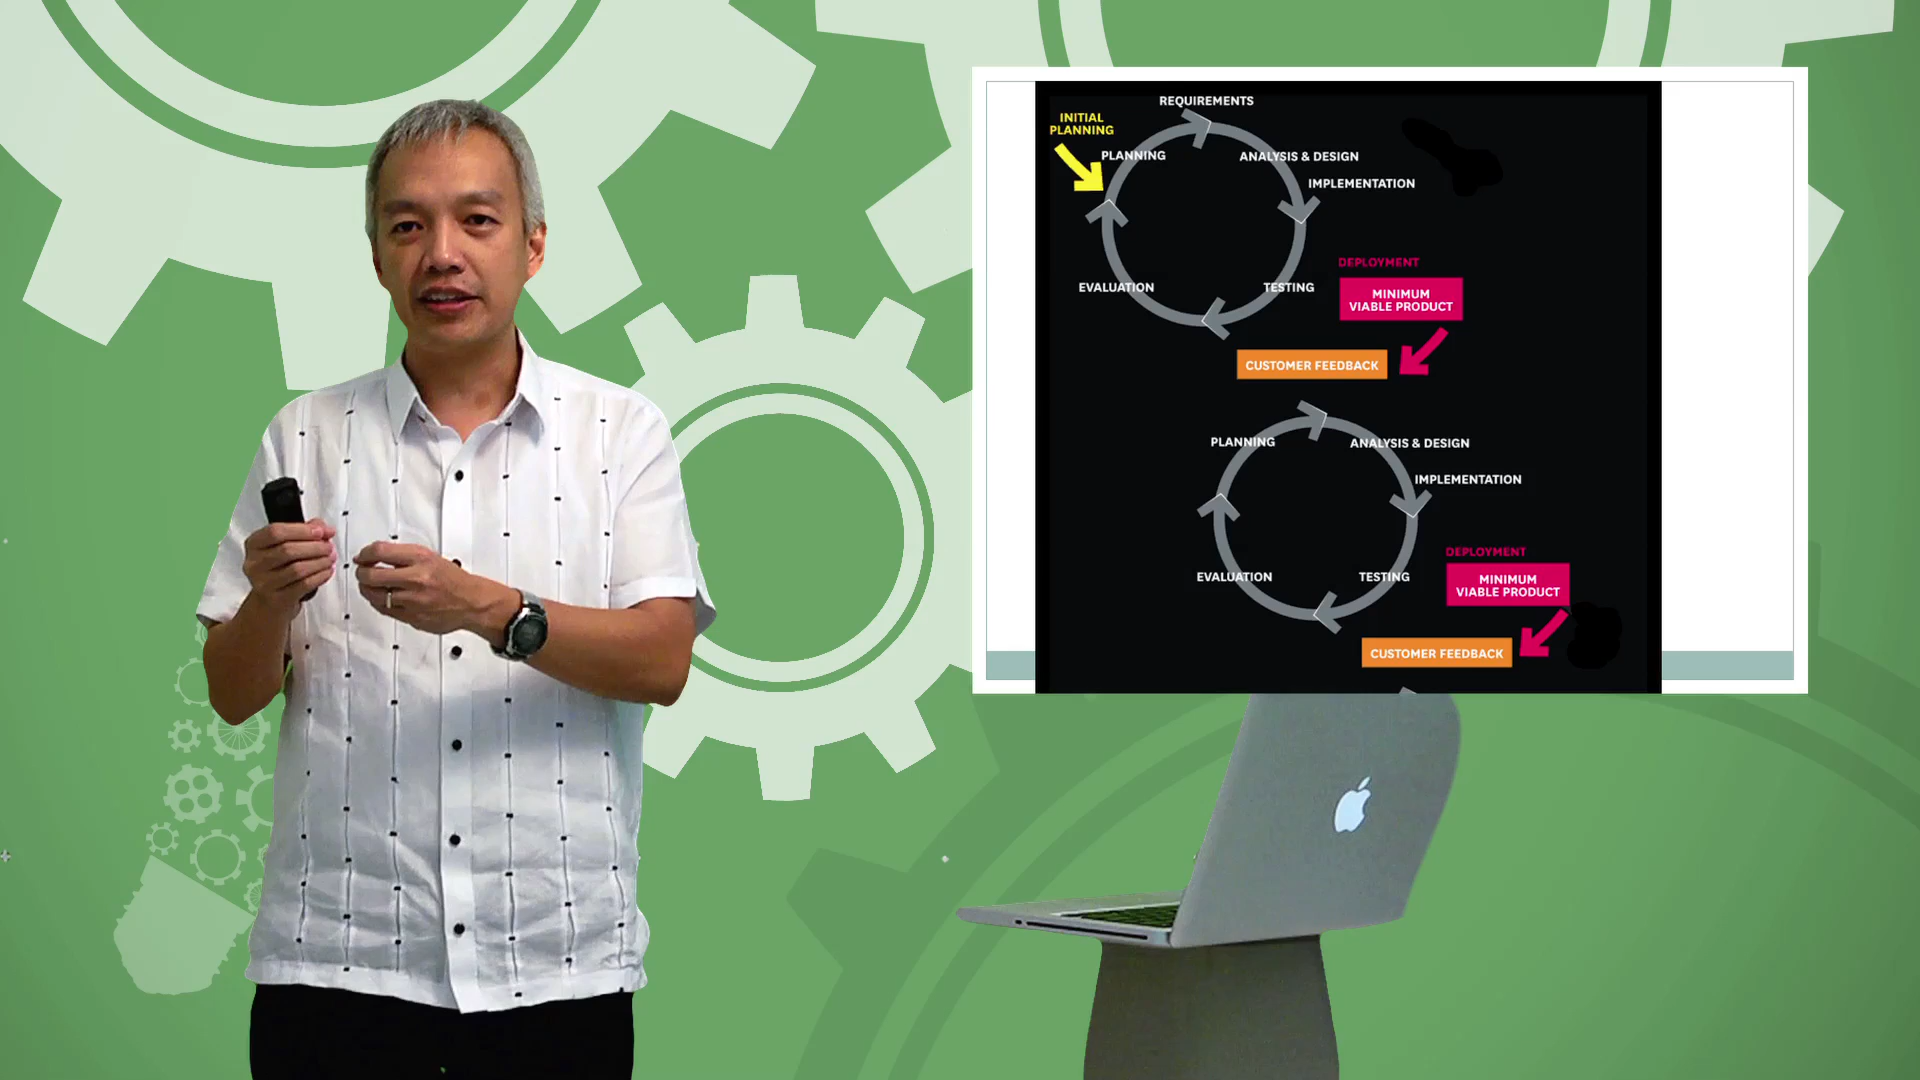 REQUIREMENTS
INITIAL
PLANNING
PLANNING
ANALYSIS & DESIGN
IMPLEMENTATION
DEPLOYMENT
EVALUATION
TESTING
MINIMUM
VIABLE PRODUCT
CUSTOMER FEEDBACK
PLANNING
ANALYSIS & DESIGN
IMPLEMENTATION
DEPLOYMENT
EVALUATION
TESTING
MINIMUM
VIABLE PRODUCT
CUSTOMER FEEDBACK